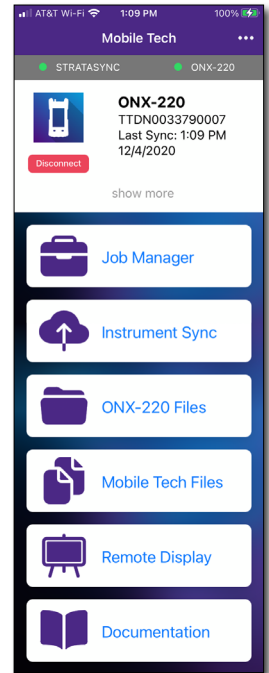 AT&T Wi-Fi 1:09 PM 100%
Mobile Tech
STRATASYNC ONX-220
ONX-220
TTDN0033790007
Last Sync: 1:09 PM
12/4/2020
Disconnect
show more
Job Manager
Instrument Sync
ONX-220 Files
Mobile Tech Files
Remote Display
Documentation